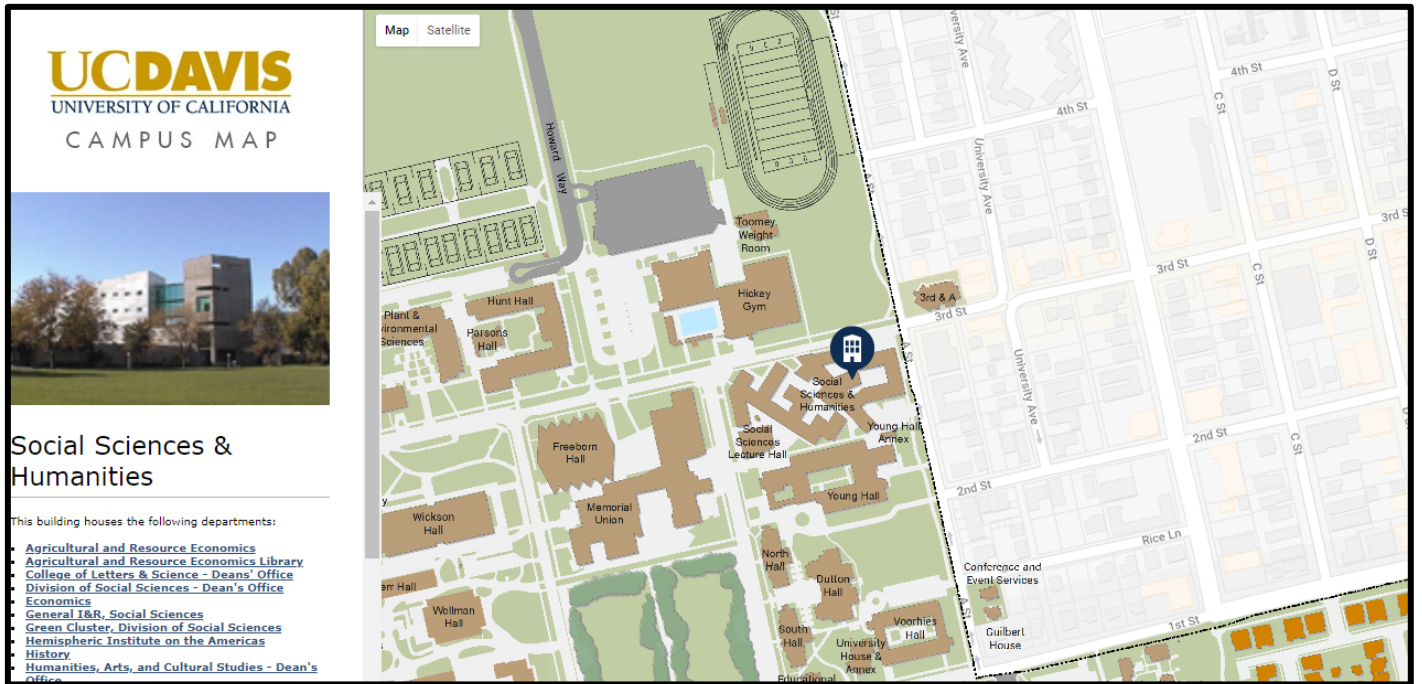 UCDAVIS
UNIVERSITY OF CALIFORNIA
CAMPUS MAP
Social Sciences &
Humanities
This building houses the following departments:
Agricultural and Resource Economics
Agricultural and Resource Economics Library
College of Letters & Science - Deans' Office
Division of Social Sciences - Dean's Office
Economics
General I&R, Social Sciences
Green Cluster, Division of Social Sciences
Hemispheric Institute on the Americas
History
Humanities, Arts, and Cultural Studies - Dean's
Office
Map
Satellite
Howard Way
Toomey
Weight
Room
Hickey
Gym
Hunt Hall
Parsons
Hall
Plant &
vironmental
Sciences
Social
Sciences &
Humanities
Social
Sciences
Lecture Hall
Young Hall
Annex
Young Hall
Freeborn
Hall
Memorial
Union
y
Wickson
Hall
err Hall
Wellman
Hall
North
Hall
Dutton
Hall
South
Hall
University
House &
Annex
Voorhies
Hall
Educational
3rd & A
Conference and
Event Services
Guilbert
House
A St
A St
A St
University Ave
University Ave
University Ave
4th St
4th St
3rd St
3rd St
3rd S
2nd St
2nd St
Rice Ln
1st St
C St
C St
C St
D St
D St